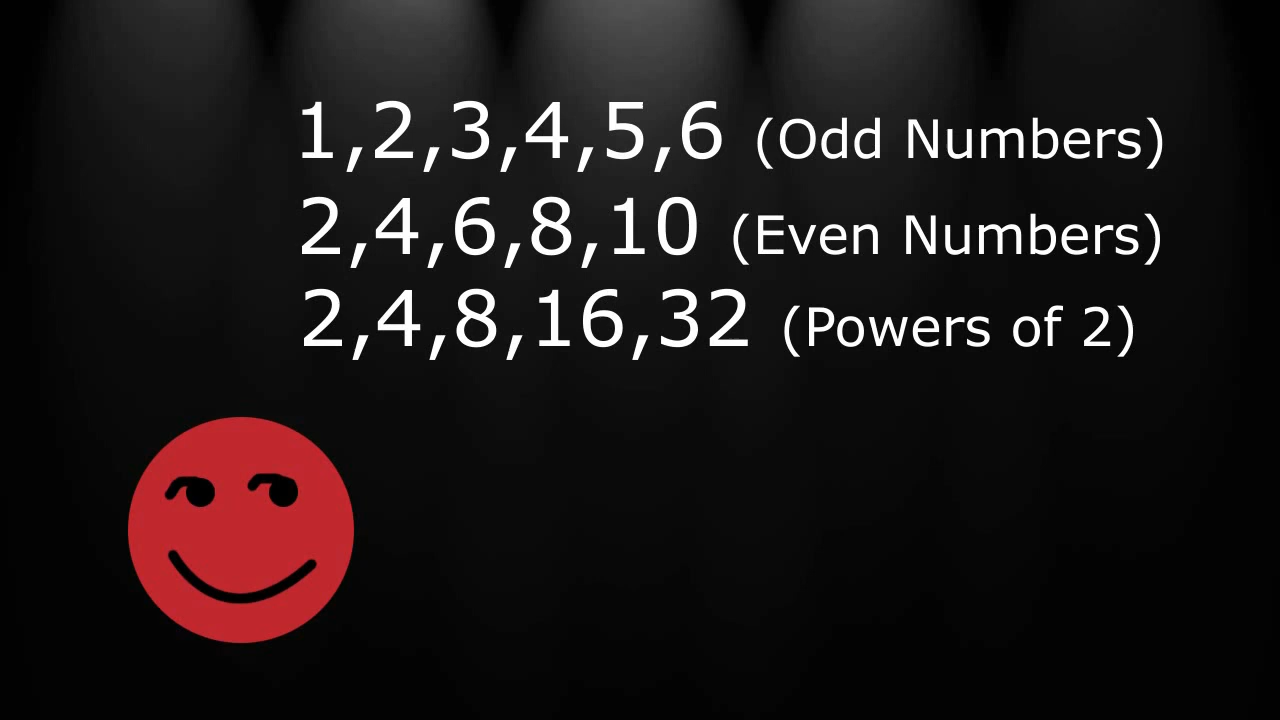 1,2,3,4,5,6 (Odd Numbers)
2,4,6,8,10 (Even Numbers)
2,4,8,16,32 (Powers of 2)